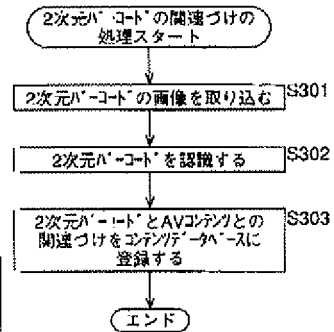 2次元ﾊﾞｰｺｰﾄﾞの関連づけの
処理スタート
2次元ﾊﾞｰｺｰﾄﾞの画像を取り込む
S301
2次元ﾊﾞｰｺｰﾄﾞを認識する
S302
2次元ﾊﾞｰｺｰﾄﾞとAVｺﾝﾃﾝﾂとの
関連づけをｺﾝﾃﾝﾂﾃﾞｰﾀﾍﾞｰｽに
登録する
S303
エンド